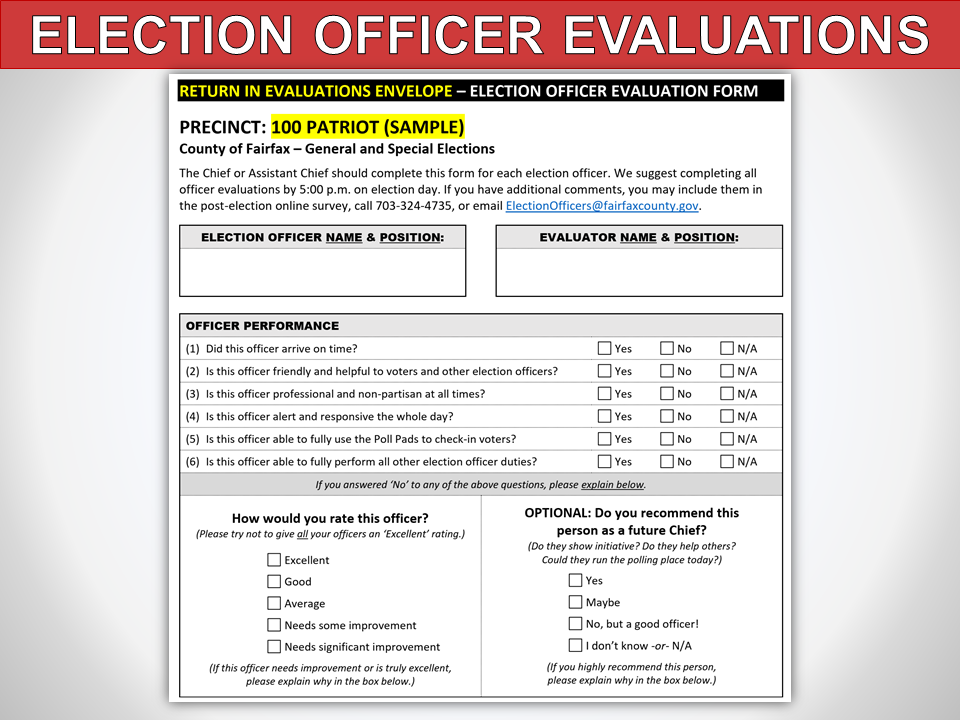 ELECTION OFFICER EVALUATIONS
RETURN IN EVALUATIONS ENVELOPE – ELECTION OFFICER EVALUATION FORM
PRECINCT: 100 PATRIOT (SAMPLE)
County of Fairfax – General and Special Elections
The Chief or Assistant Chief should complete this form for each election officer. We suggest completing all
officer evaluations by 5:00 p.m. on election day. If you have additional comments, you may include them in
the post-election online survey, call 703-324-4735, or email ElectionOfficers@fairfaxcounty.gov.
ELECTION OFFICER NAME & POSITION:
EVALUATOR NAME & POSITION:
OFFICER PERFORMANCE
(1) Did this officer arrive on time? Yes No N/A
(2) Is this officer friendly and helpful to voters and other election officers? Yes No N/A
(3) Is this officer professional and non-partisan at all times? Yes No N/A
(4) Is this officer alert and responsive the whole day? Yes No N/A
(5) Is this officer able to fully use the Poll Pads to check-in voters? Yes No N/A
(6) Is this officer able to fully perform all other election officer duties? Yes No N/A
If you answered ‘No’ to any of the above questions, please explain below.
How would you rate this officer?
(Please try not to give all your officers an ‘Excellent’ rating.)
Excellent
Good
Average
Needs some improvement
Needs significant improvement
(If this officer needs improvement or is truly excellent,
please explain why in the box below.)
OPTIONAL: Do you recommend this
person as a future Chief?
(Do they show initiative? Do they help others?
Could they run the polling place today?)
Yes
Maybe
No, but a good officer!
I don’t know -or- N/A
(If you highly recommend this person,
please explain why in the box below.)